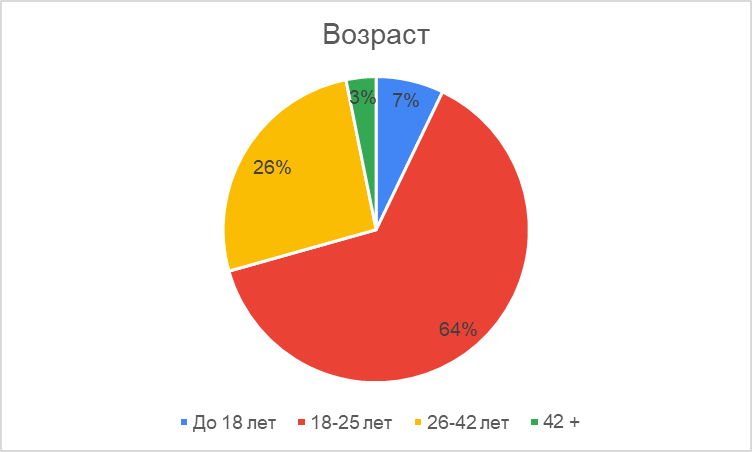 Возраст
3%
7%
26%
64%
До 18 лет
18-25 лет
26-42 лет
42 +